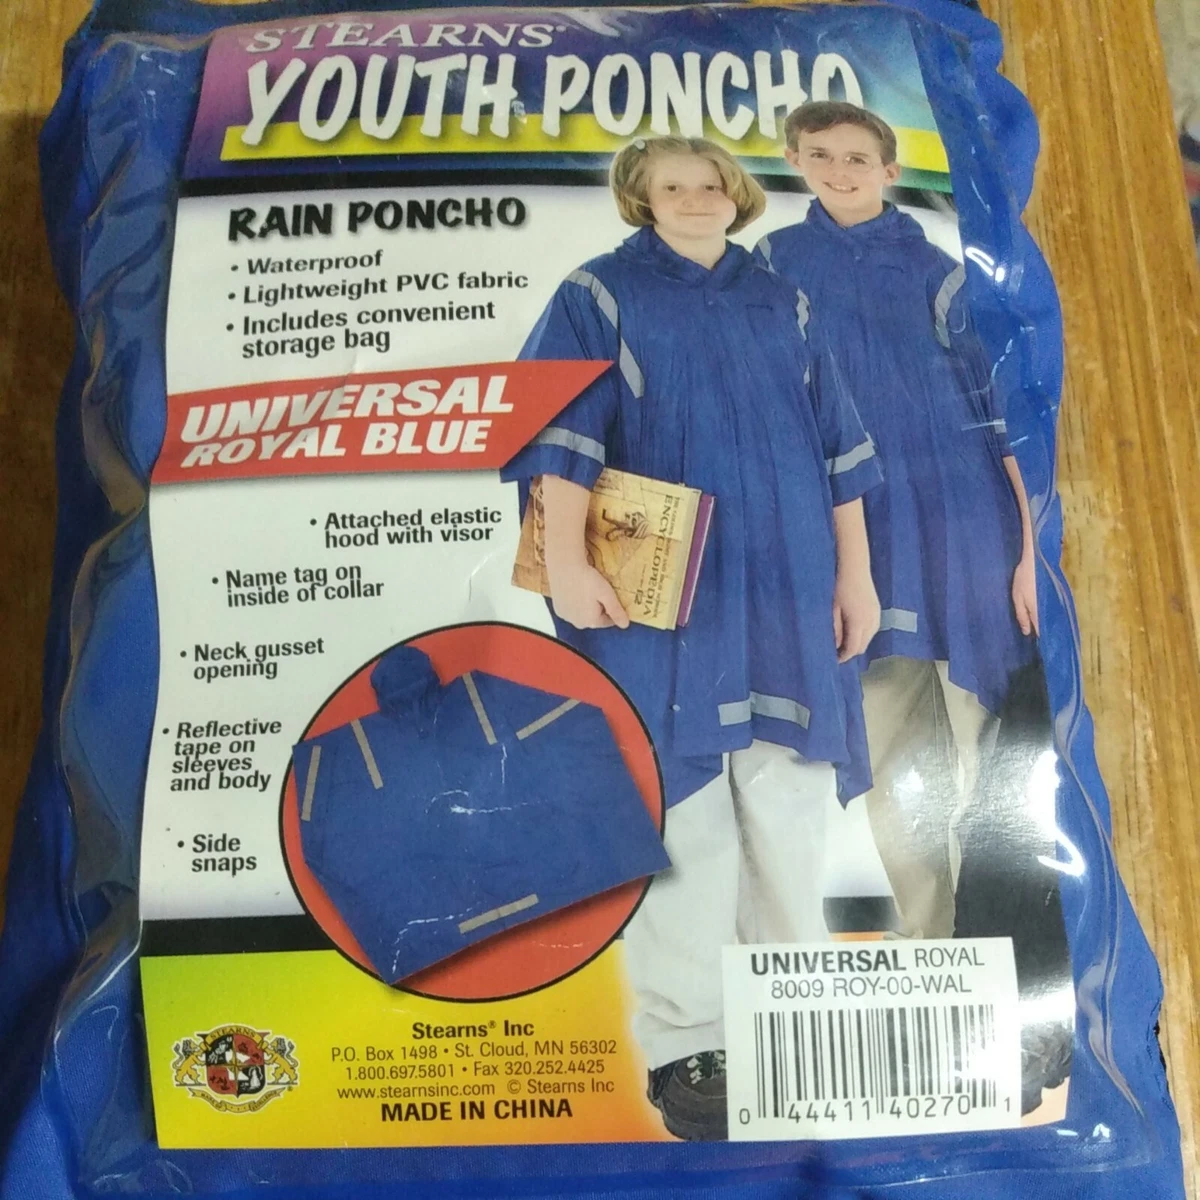 STEARNS®
YOUTH PONCHO
RAIN PONCHO
• Waterproof
• Lightweight PVC fabric
• Includes convenient
storage bag
UNIVERSAL
ROYAL BLUE
• Attached elastic
hood with visor
• Name tag on
inside of collar
• Neck gusset
opening
• Reflective
tape on
sleeves
and body
• Side
snaps
ENCYCLOPEDIA
12
UNIVERSAL ROYAL
8009 ROY-00-WAL
0 44411 40270 1
STEARNS
Stearns® Inc
P.O. Box 1498 • St. Cloud, MN 56302
1.800.697.5801 • Fax 320.252.4425
www.stearnsinc.com © Stearns Inc
MADE IN CHINA